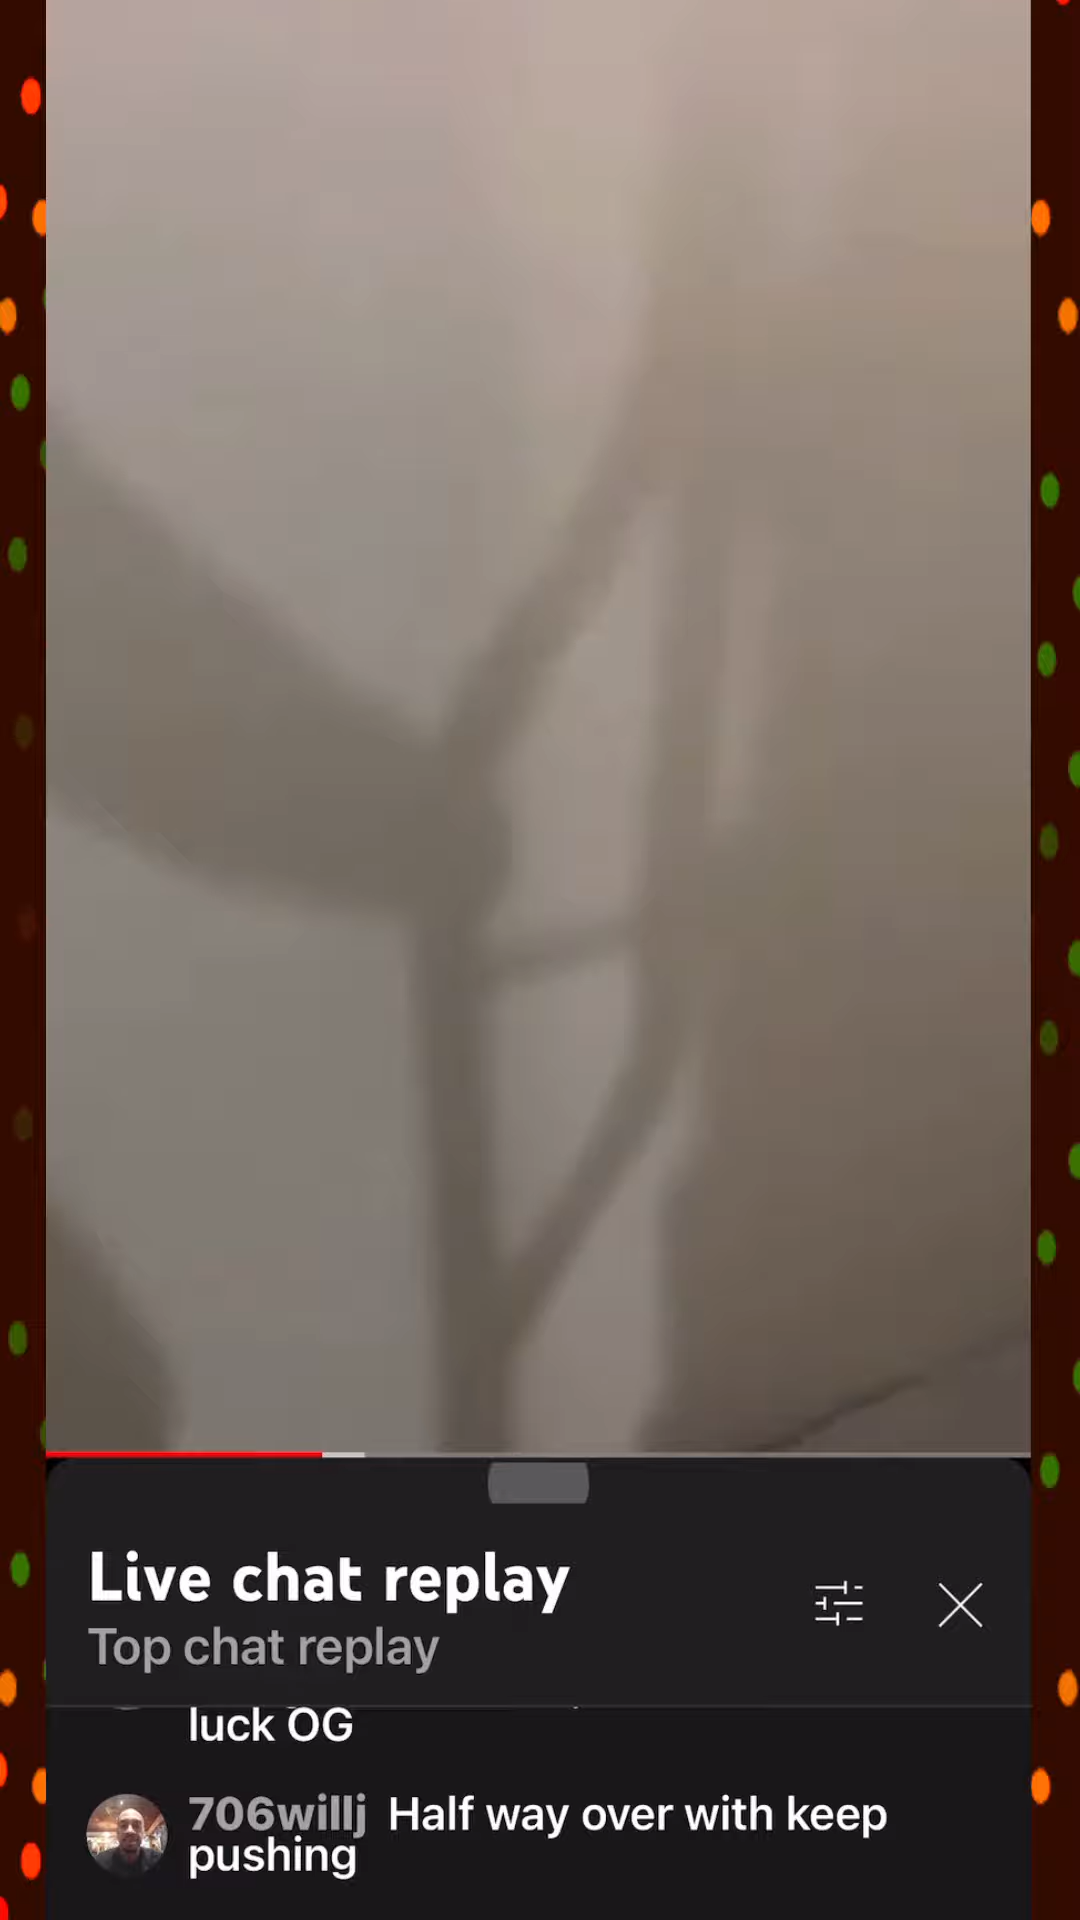 Live chat replay
Top chat replay
luck OG
706willj Half way over with keep
pushing